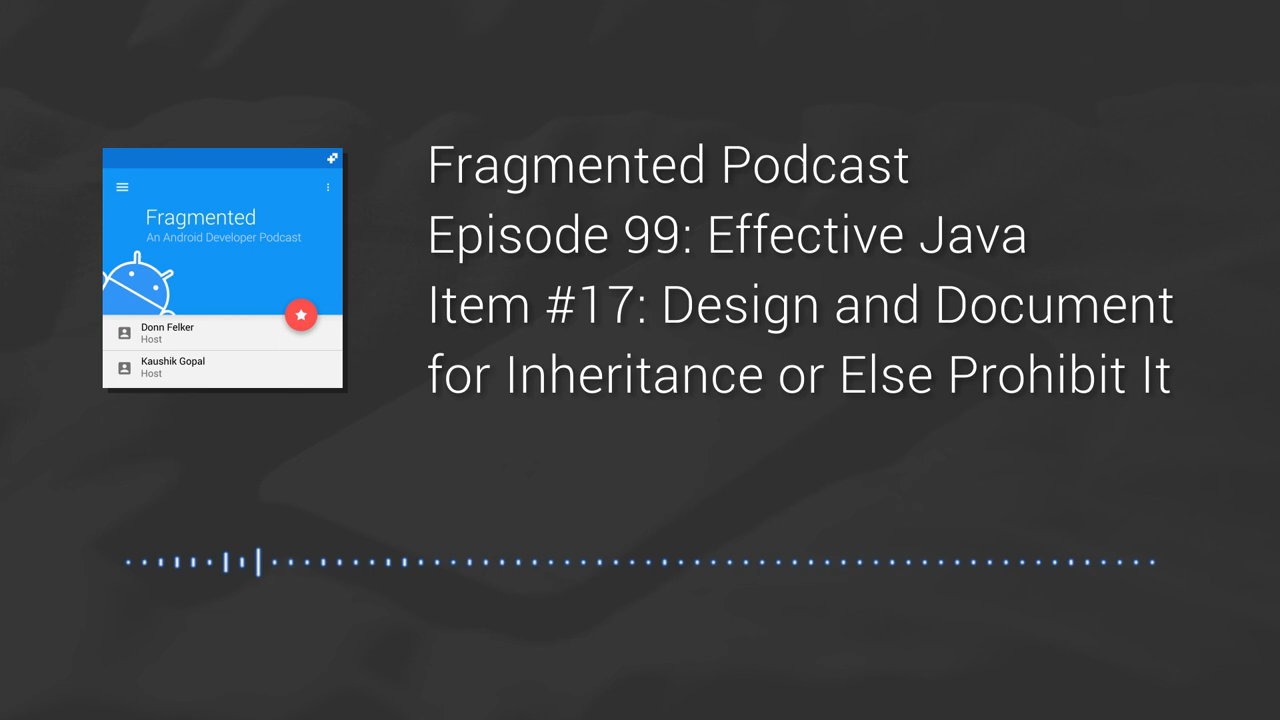 Fragmented
An Android Developer Podcast
Donn Felker
Host
Kaushik Gopal
Host
Fragmented Podcast
Episode 99: Effective Java
Item #17: Design and Document
for Inheritance or Else Prohibit It